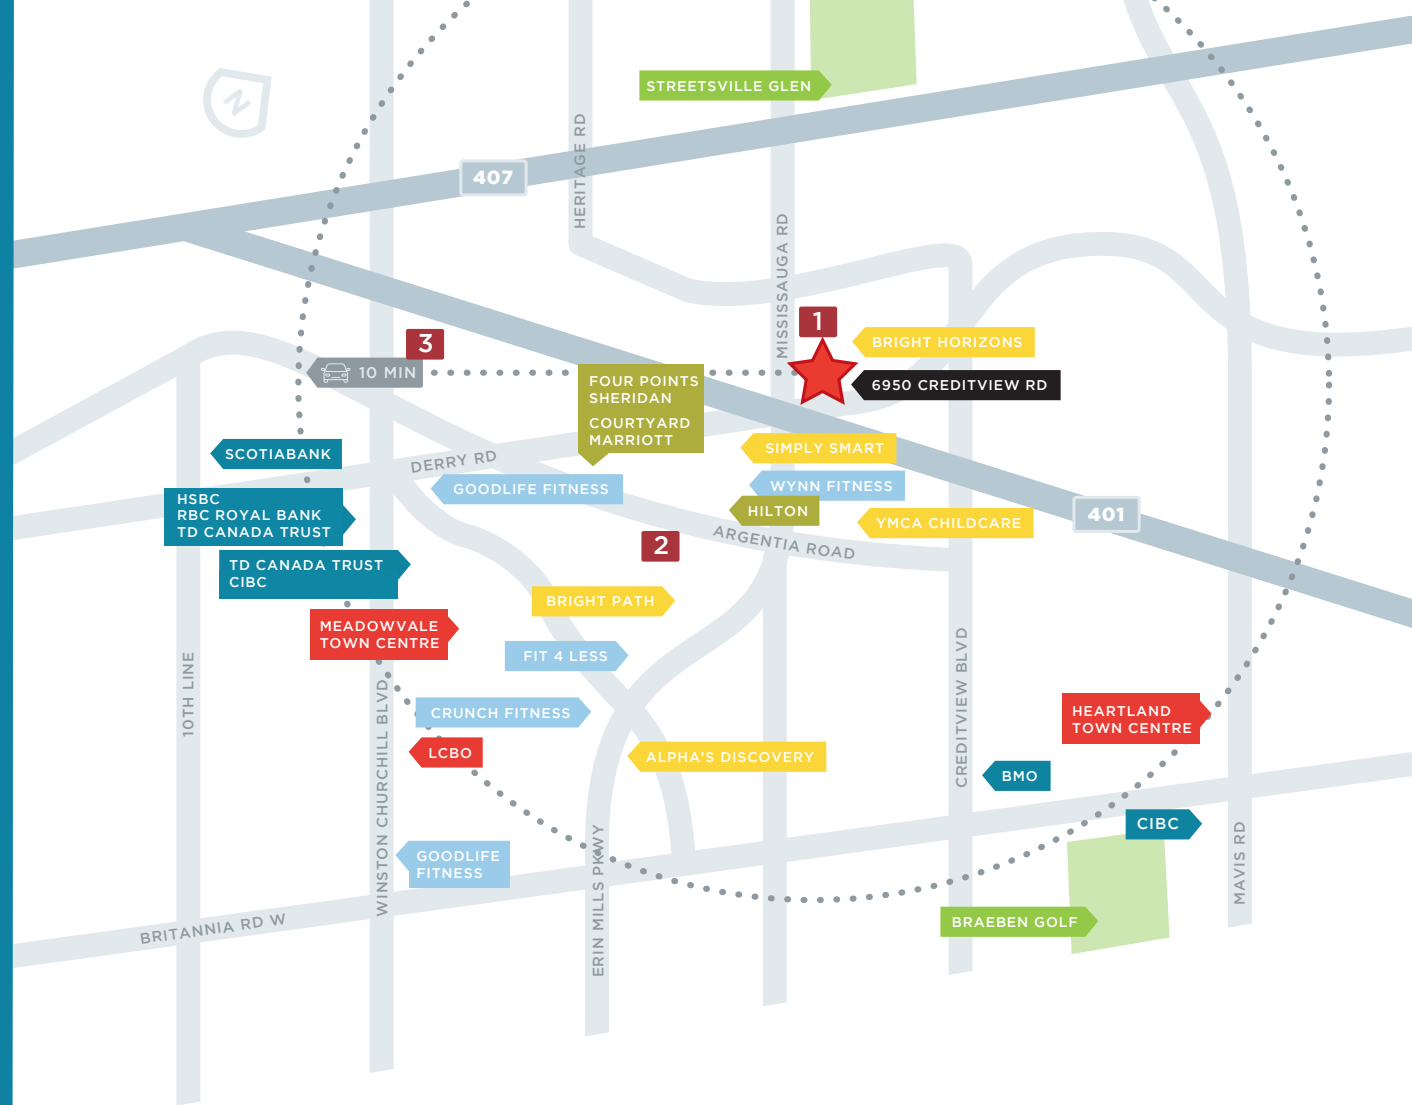 STREETSVILLE GLEN
N
407
HERITAGE RD
MISSISSAUGA RD
1
3
BRIGHT HORIZONS
10 MIN
6950 CREDITVIEW RD
FOUR POINTS
SHERIDAN
COURTYARD
MARRIOTT
SCOTIABANK
DERRY RD
SIMPLY SMART
GOODLIFE FITNESS
WYNN FITNESS
HSBC
RBC ROYAL BANK
TD CANADA TRUST
HILTON
YMCA CHILDCARE
401
2
ARGENTIA ROAD
TD CANADA TRUST
CIBC
BRIGHT PATH
MEADOWVALE
TOWN CENTRE
FIT 4 LESS
10TH LINE
WINSTON CHURCHILL BLVD
CREDITVIEW BLVD
CRUNCH FITNESS
HEARTLAND
TOWN CENTRE
LCBO
ALPHA'S DISCOVERY
BMO
CIBC
GOODLIFE
FITNESS
ERIN MILLS PKWY
MAVIS RD
BRITANNIA RD W
BRAEBEN GOLF